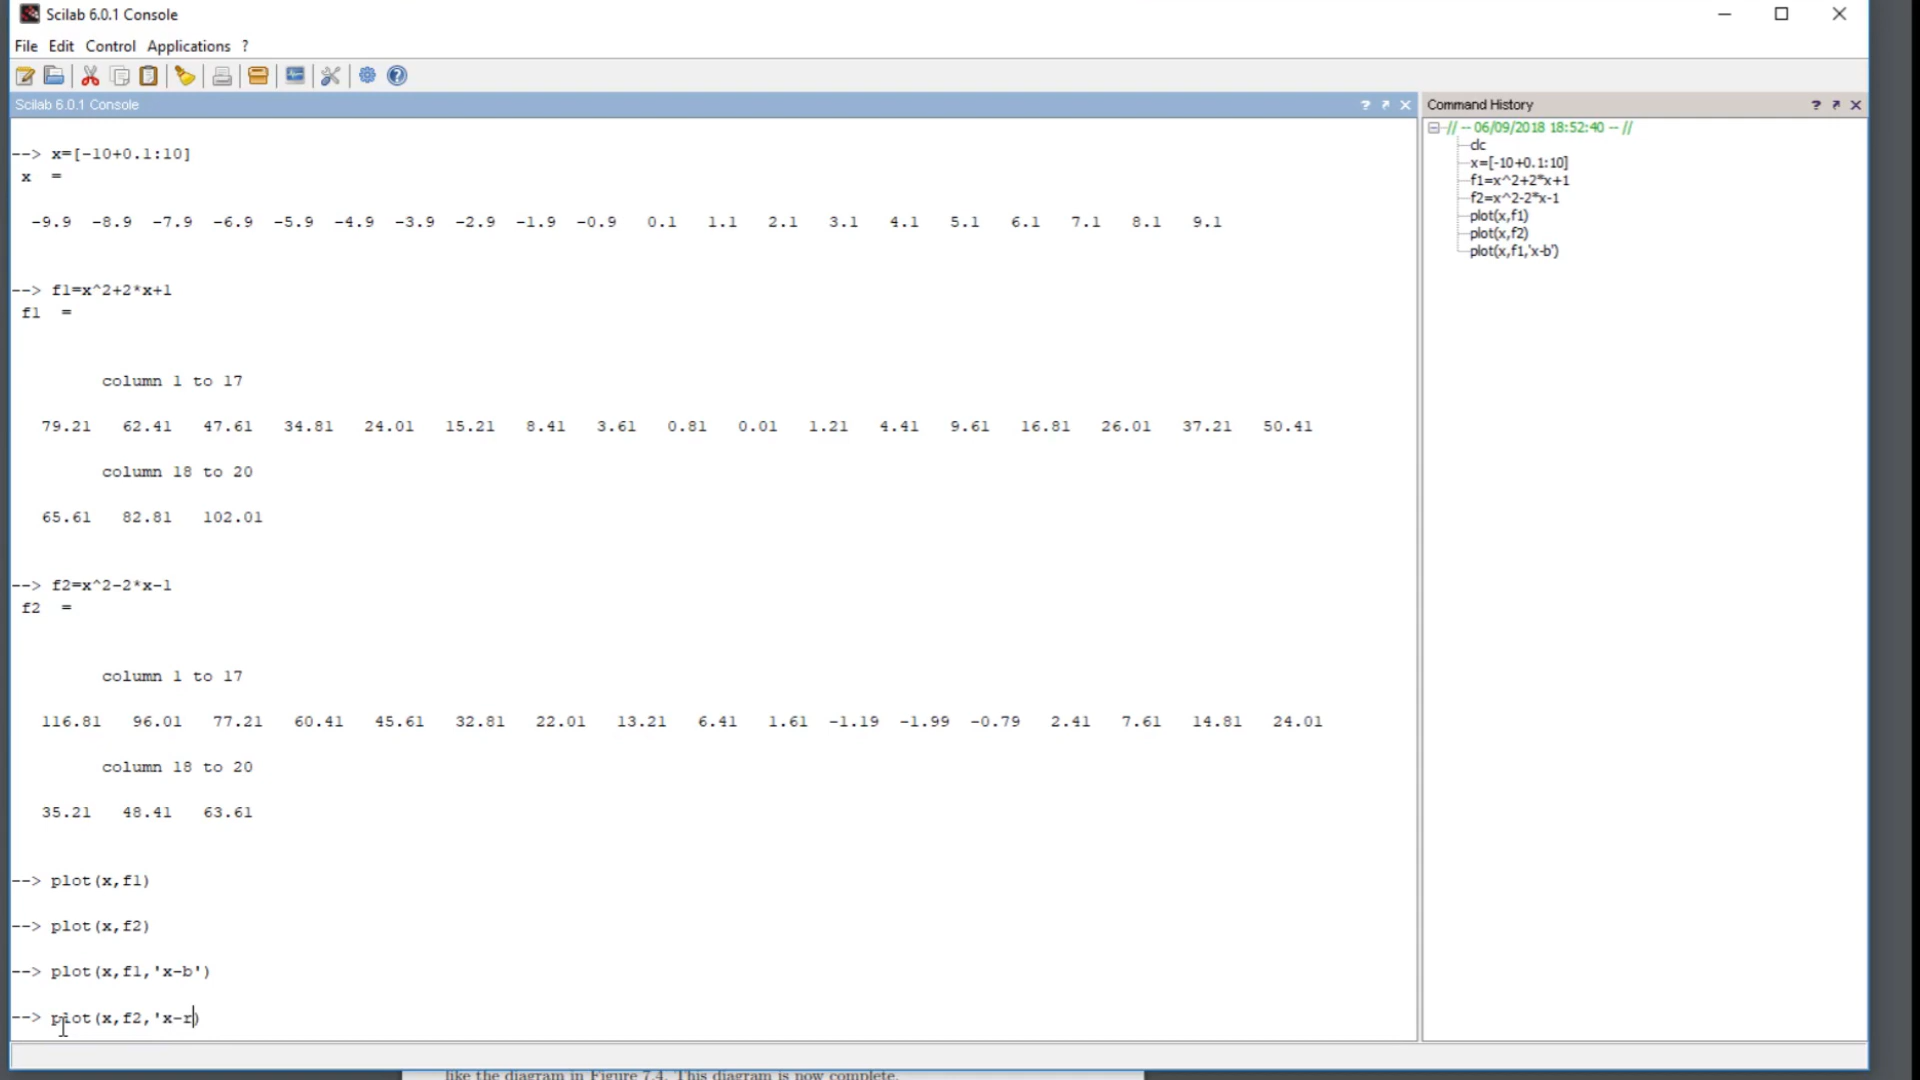 Scilab 6.0.1 Console
File Edit Control Applications ?
Scilab 6.0.1 Console
--> x=[-10+0.1:10]
x =
-9.9 -8.9 -7.9 -6.9 -5.9 -4.9 -3.9 -2.9 -1.9 -0.9 0.1 1.1 2.1 3.1 4.1 5.1 6.1 7.1 8.1 9.1
--> f1=x^2+2*x+1
f1 =
column 1 to 17
79.21 62.41 47.61 34.81 24.01 15.21 8.41 3.61 0.81 0.01 1.21 4.41 9.61 16.81 26.01 37.21 50.41
column 18 to 20
65.61 82.81 102.01
--> f2=x^2-2*x-1
f2 =
column 1 to 17
116.81 96.01 77.21 60.41 45.61 32.81 22.01 13.21 6.41 1.61 -1.19 -1.99 -0.79 2.41 7.61 14.81 24.01
column 18 to 20
35.21 48.41 63.61
--> plot(x,f1)
--> plot(x,f2)
--> plot(x,f1,'x-b')
--> plot(x,f2,'x-r)
Command History
// -- 06/09/2018 18:52:40 -- //
clc
x=[-10+0.1:10]
f1=x^2+2*x+1
f2=x^2-2*x-1
plot(x,f1)
plot(x,f2)
plot(x,f1,'x-b')
like the diagram in Figure 7.4. This diagram is now complete.